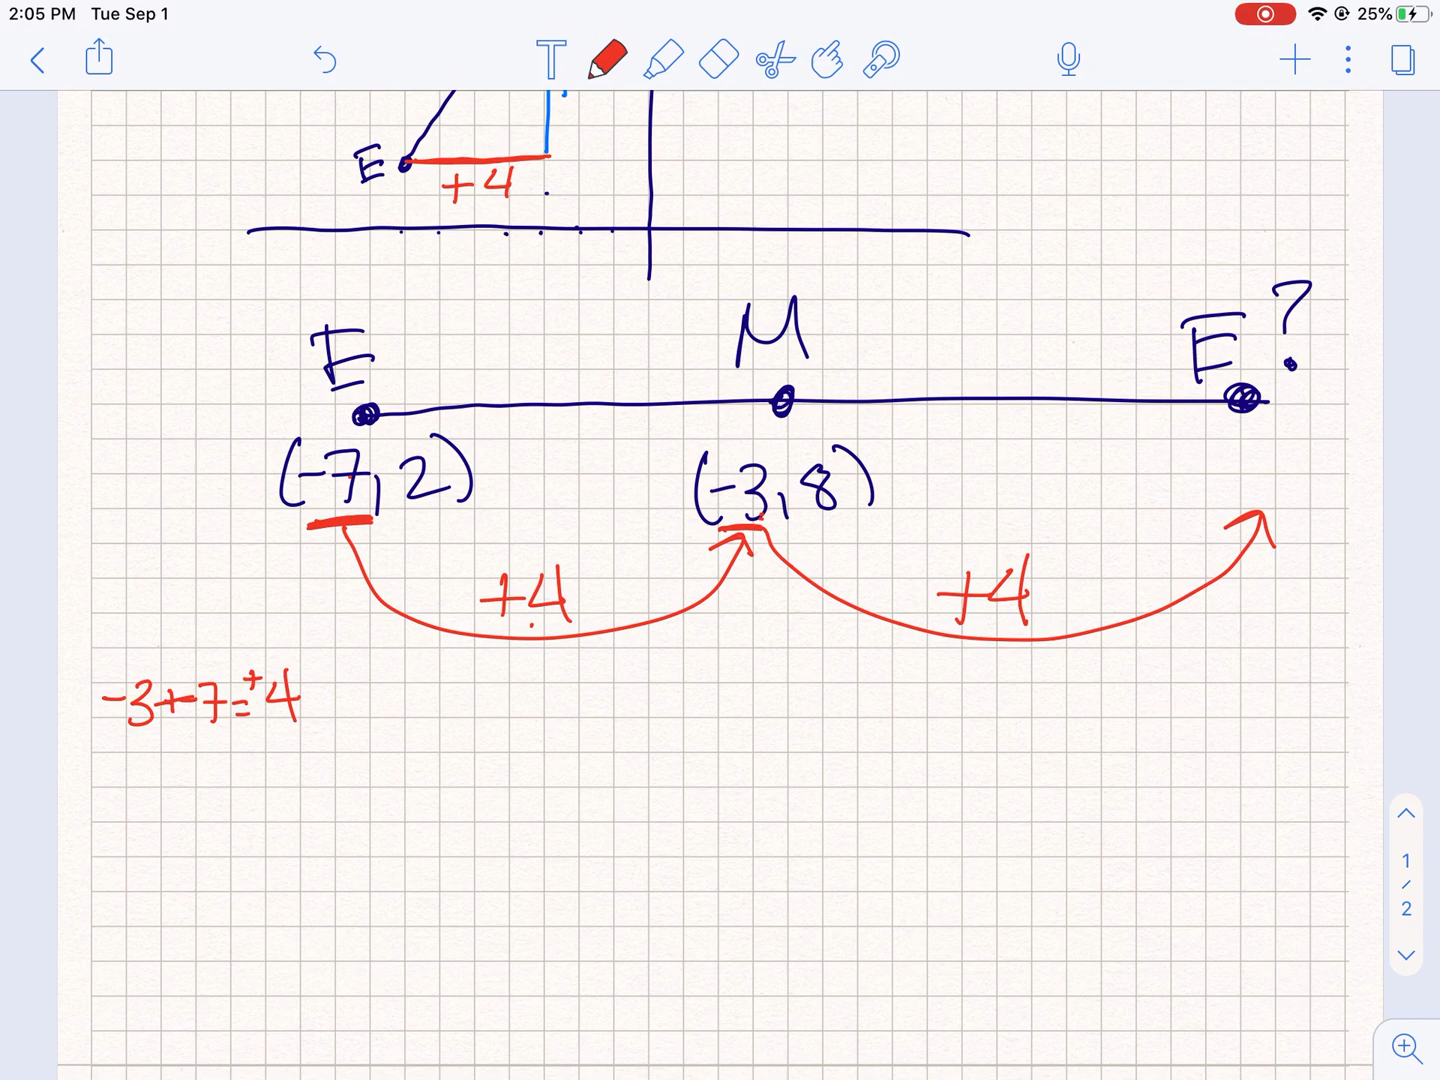 2:05 PM Tue Sep 1
25%
T
E
+4
E
M
E ?
(-7, 2)
(-3, 8)
+4
+4
-3+-7=+4
1
/
2